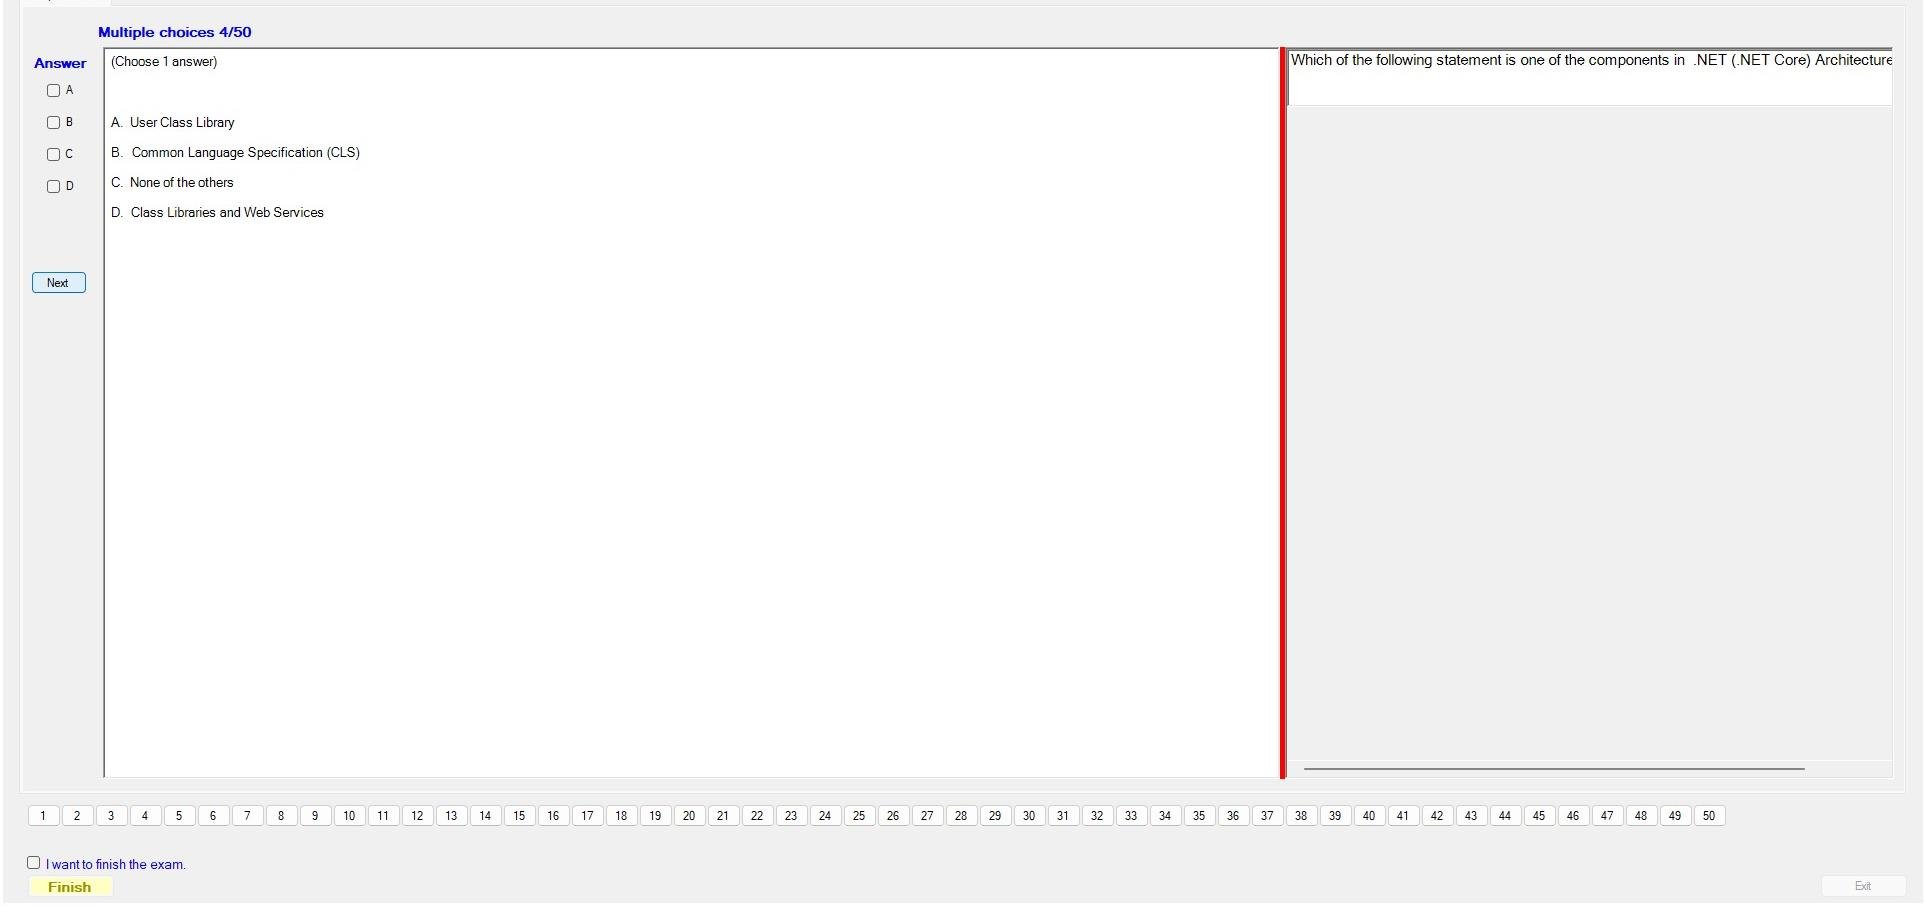 Multiple choices 4/50
Answer
A
B
C
D
Next
(Choose 1 answer)
A. User Class Library
B. Common Language Specification (CLS)
C. None of the others
D. Class Libraries and Web Services
Which of the following statement is one of the components in .NET (.NET Core) Architecture
1 2 3 4 5 6 7 8 9 10 11 12 13 14 15 16 17 18 19 20 21 22 23 24 25 26 27 28 29 30 31 32 33 34 35 36 37 38 39 40 41 42 43 44 45 46 47 48 49 50
I want to finish the exam.
Finish
Exit